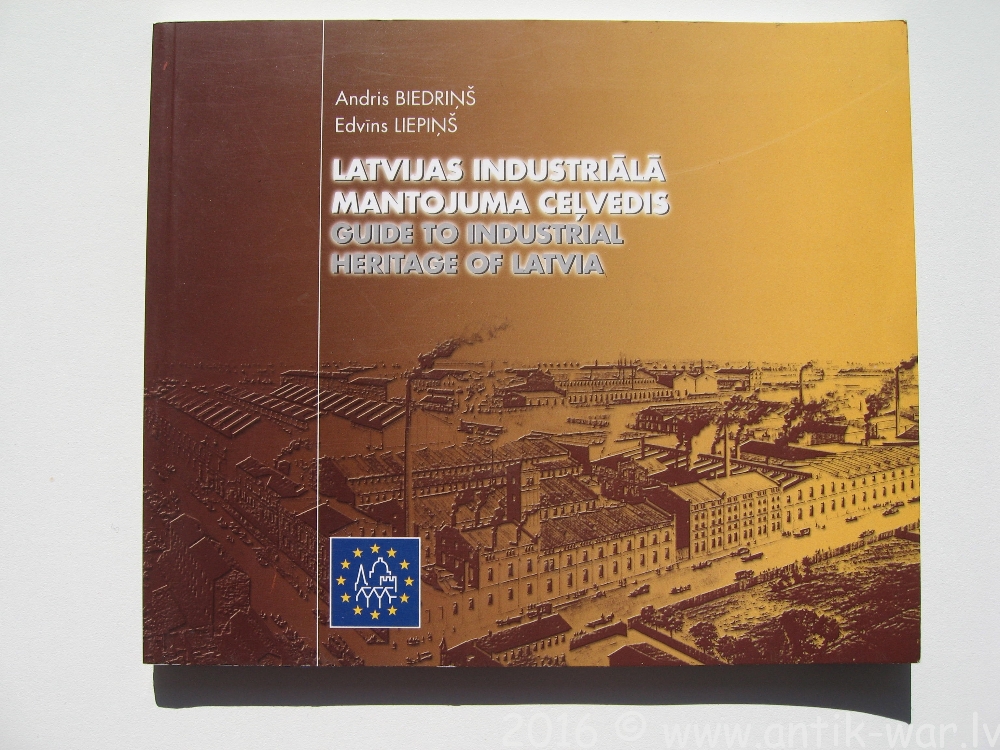 Andris BIEDRIŅŠ
Edvīns LIEPIŅŠ
LATVIJAS INDUSTRIĀLĀ
MANTOJUMA CEĻVEDIS
GUIDE TO INDUSTRIAL
HERITAGE OF LATVIA
2016 © www.antik-war.lv